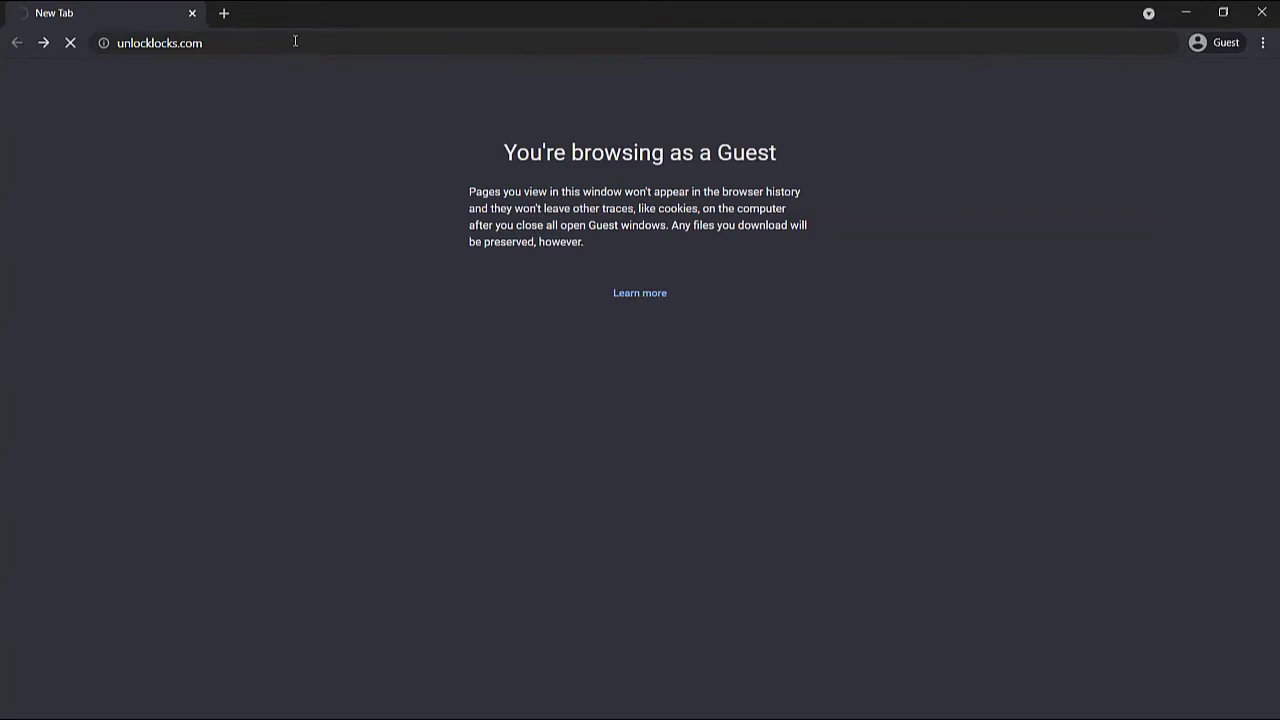 New Tab
unlocklocks.com
Guest
You're browsing as a Guest
Pages you view in this window won't appear in the browser history
and they won't leave other traces, like cookies, on the computer
after you close all open Guest windows. Any files you download will
be preserved, however.
Learn more